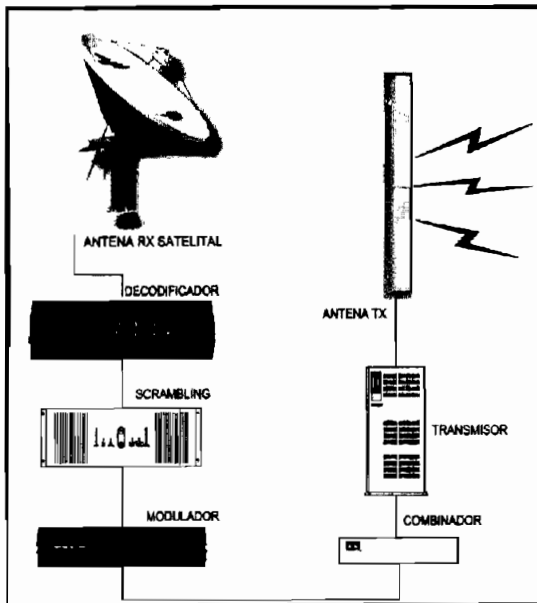 ANTENA RX SATELITAL
DECODIFICADOR
SCRAMBLING
MODULADOR
ANTENA TX
TRANSMISOR
COMBINADOR